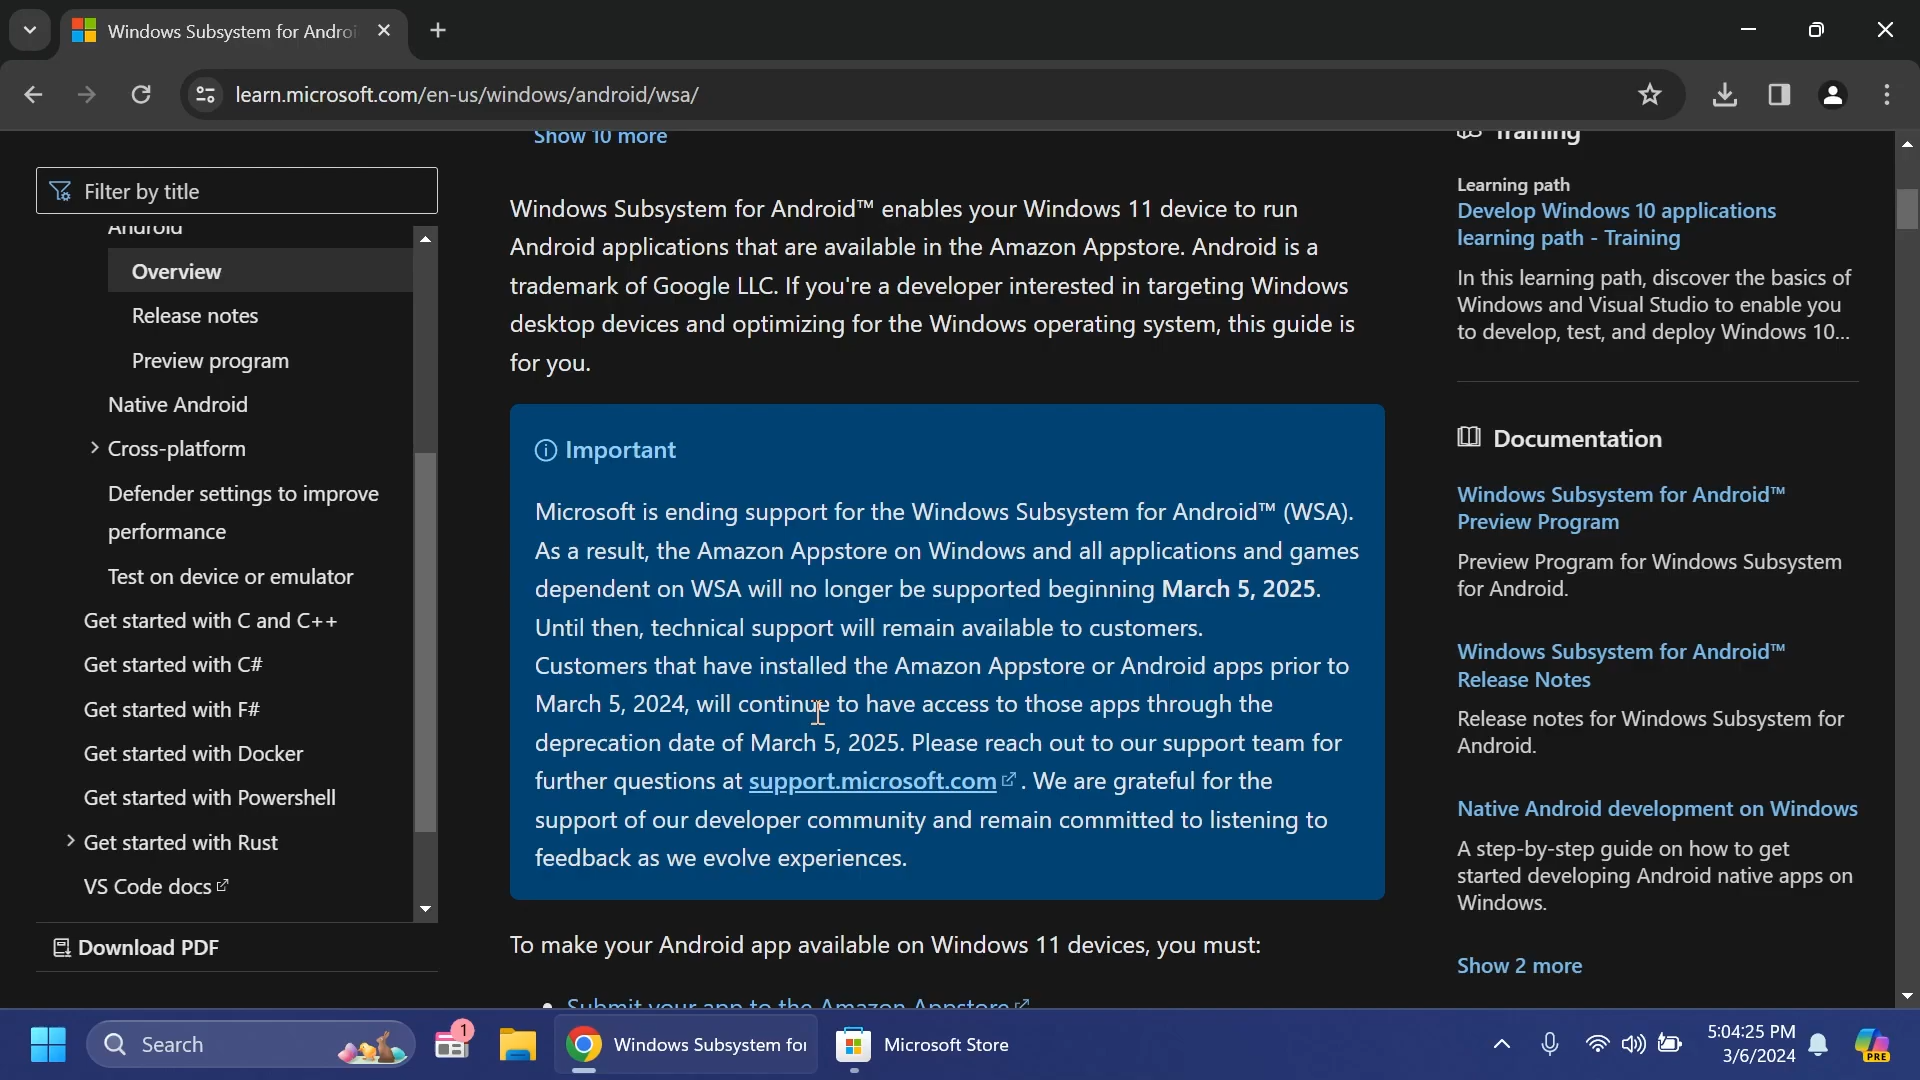 Windows Subsystem for Androi
learn.microsoft.com/en-us/windows/android/wsa/
Filter by title
Android
Overview
Release notes
Preview program
Native Android
Cross-platform
Defender settings to improve
performance
Test on device or emulator
Get started with C and C++
Get started with C#
Get started with F#
Get started with Docker
Get started with Powershell
Get started with Rust
VS Code docs
Download PDF
Show 10 more
Windows Subsystem for Android™ enables your Windows 11 device to run
Android applications that are available in the Amazon Appstore. Android is a
trademark of Google LLC. If you're a developer interested in targeting Windows
desktop devices and optimizing for the Windows operating system, this guide is
for you.
Important
Microsoft is ending support for the Windows Subsystem for Android™ (WSA).
As a result, the Amazon Appstore on Windows and all applications and games
dependent on WSA will no longer be supported beginning March 5, 2025.
Until then, technical support will remain available to customers.
Customers that have installed the Amazon Appstore or Android apps prior to
March 5, 2024, will continue to have access to those apps through the
deprecation date of March 5, 2025. Please reach out to our support team for
further questions at support.microsoft.com. We are grateful for the
support of our developer community and remain committed to listening to
feedback as we evolve experiences.
To make your Android app available on Windows 11 devices, you must:
• Submit your app to the Amazon Appstore
Training
Learning path
Develop Windows 10 applications
learning path - Training
In this learning path, discover the basics of
Windows and Visual Studio to enable you
to develop, test, and deploy Windows 10...
Documentation
Windows Subsystem for Android™
Preview Program
Preview Program for Windows Subsystem
for Android.
Windows Subsystem for Android™
Release Notes
Release notes for Windows Subsystem for
Android.
Native Android development on Windows
A step-by-step guide on how to get
started developing Android native apps on
Windows.
Show 2 more
Search
1
Windows Subsystem for
Microsoft Store
5:04:25 PM
3/6/2024
PRE